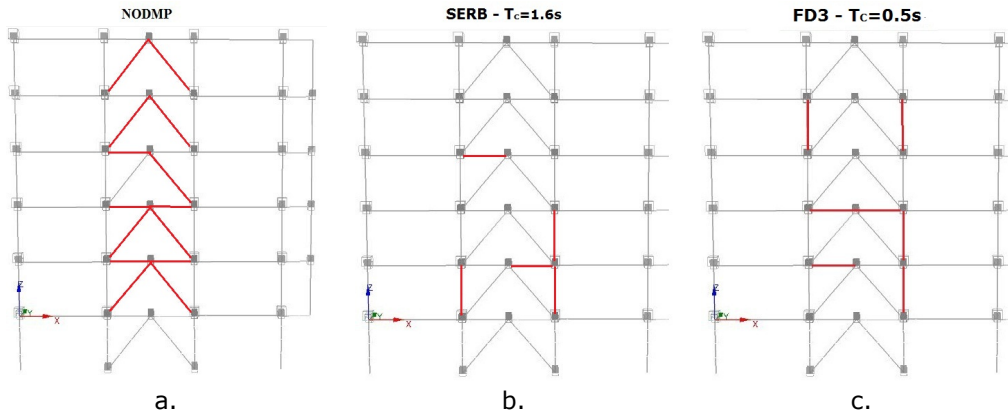 NODMP
SERB - Tc=1.6s
FD3 - Tc=0.5s
Z
Y
X
Z
Y
X
Z
Y
X
a.
b.
c.